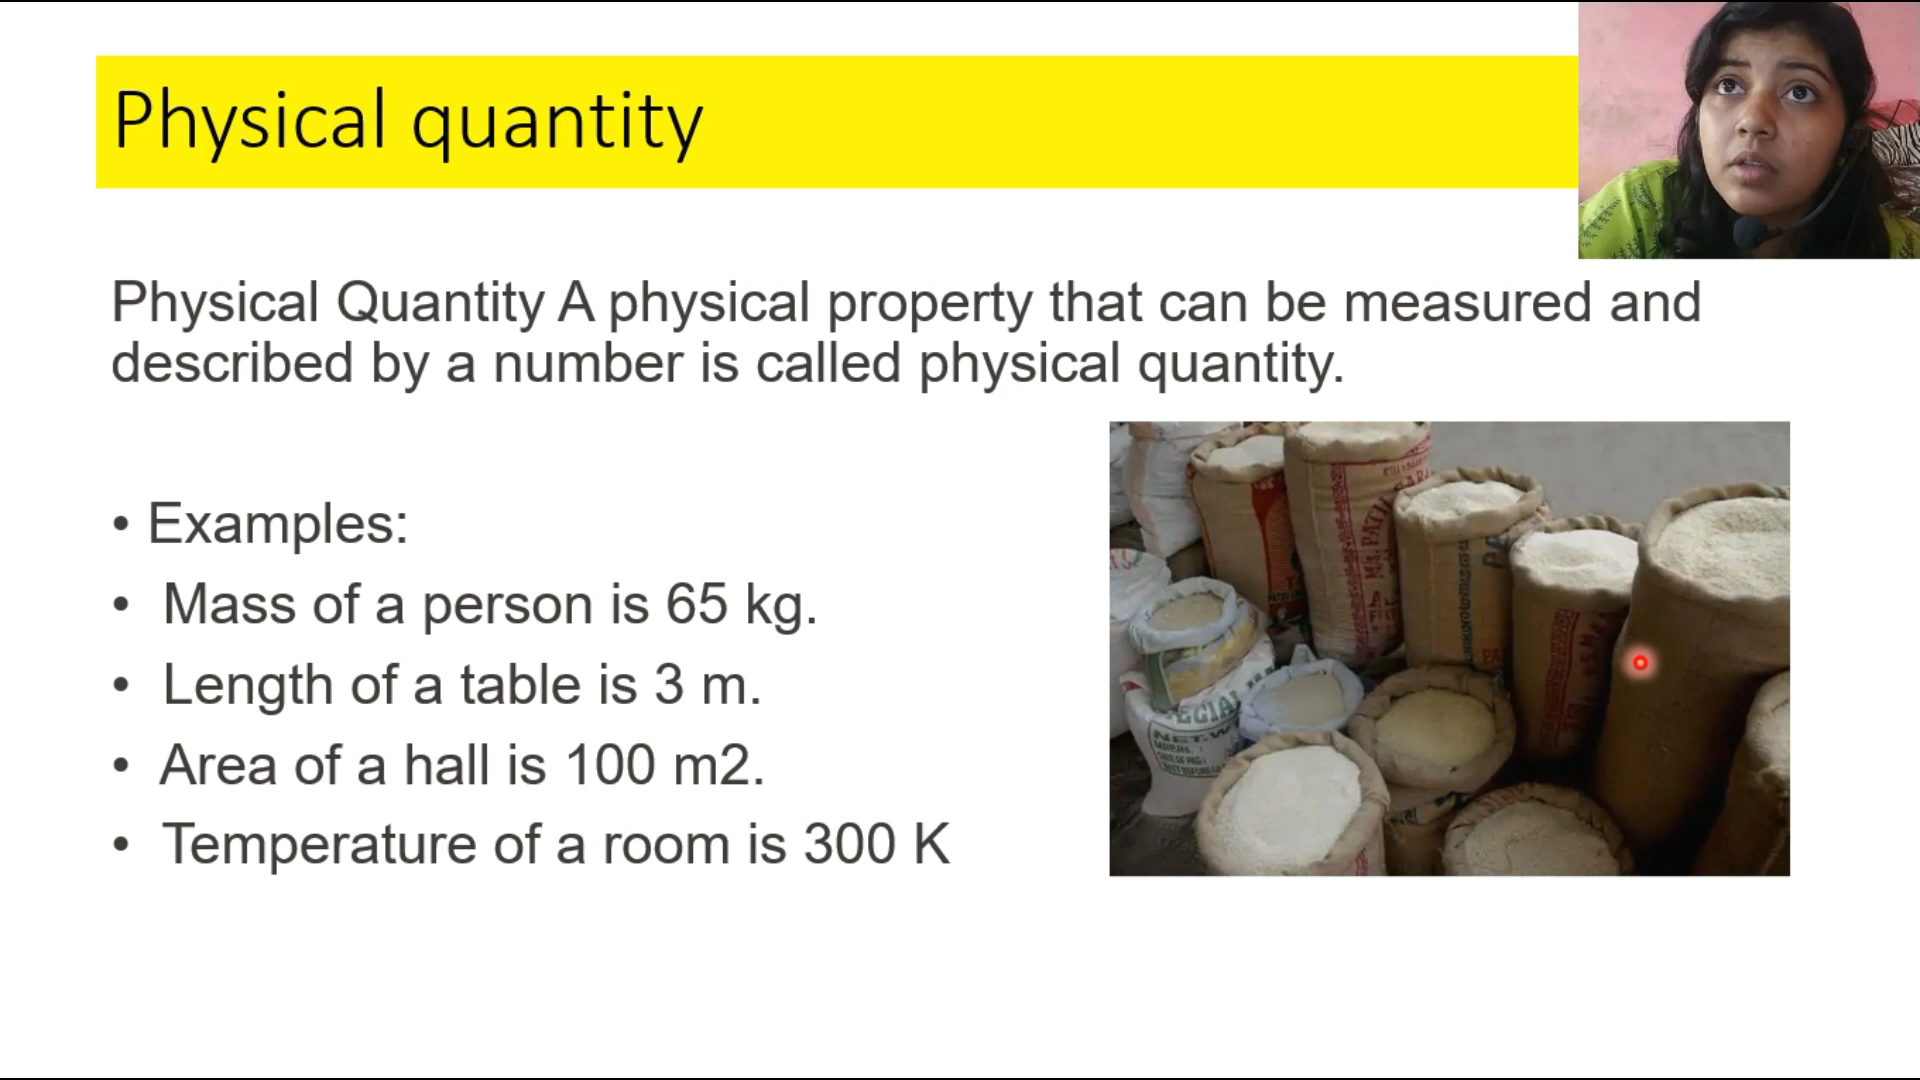 Physical quantity
Physical Quantity A physical property that can be measured and
described by a number is called physical quantity.
• Examples:
• Mass of a person is 65 kg.
• Length of a table is 3 m.
• Area of a hall is 100 m2.
• Temperature of a room is 300 K